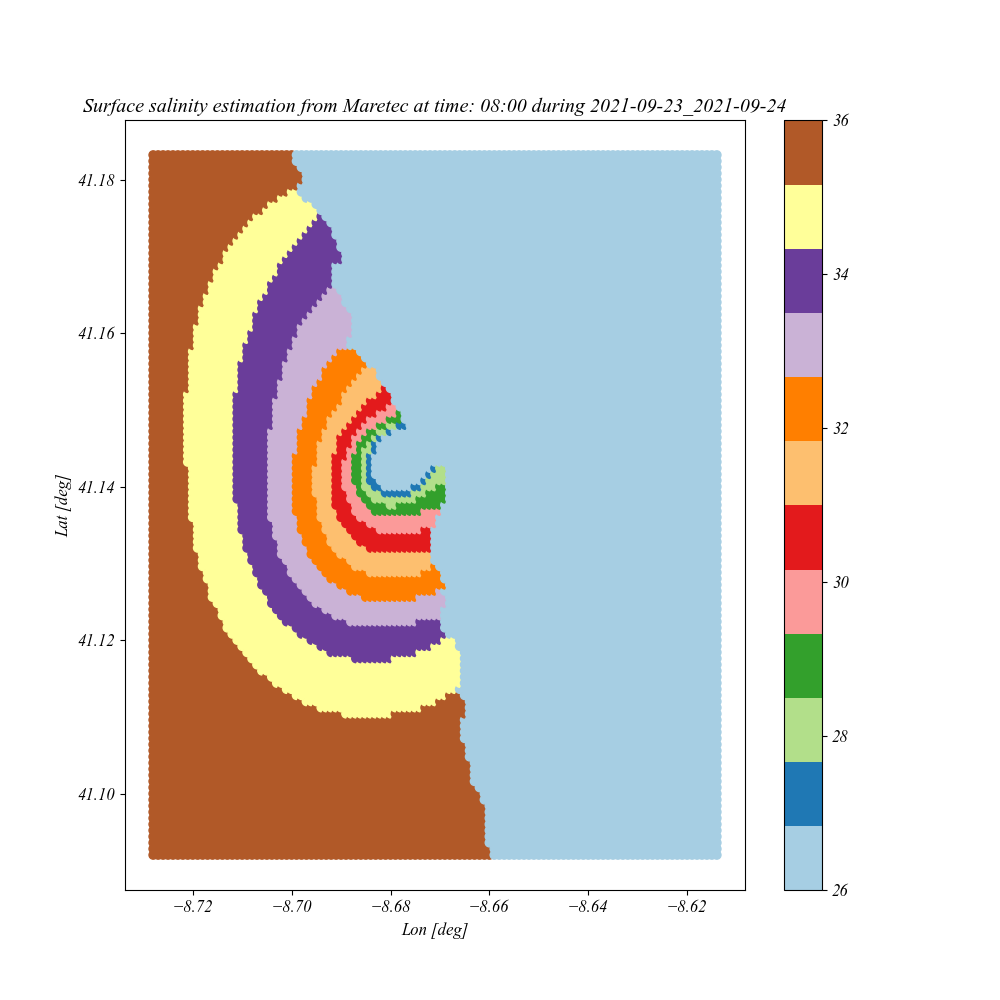 Surface salinity estimation from Maretec at time: 08:00 during 2021-09-23_2021-09-24
36
41.18
34
41.16
32
41.14
Lat [deg]
30
41.12
28
41.10
26
−8.72 −8.70 −8.68 −8.66 −8.64 −8.62
Lon [deg]